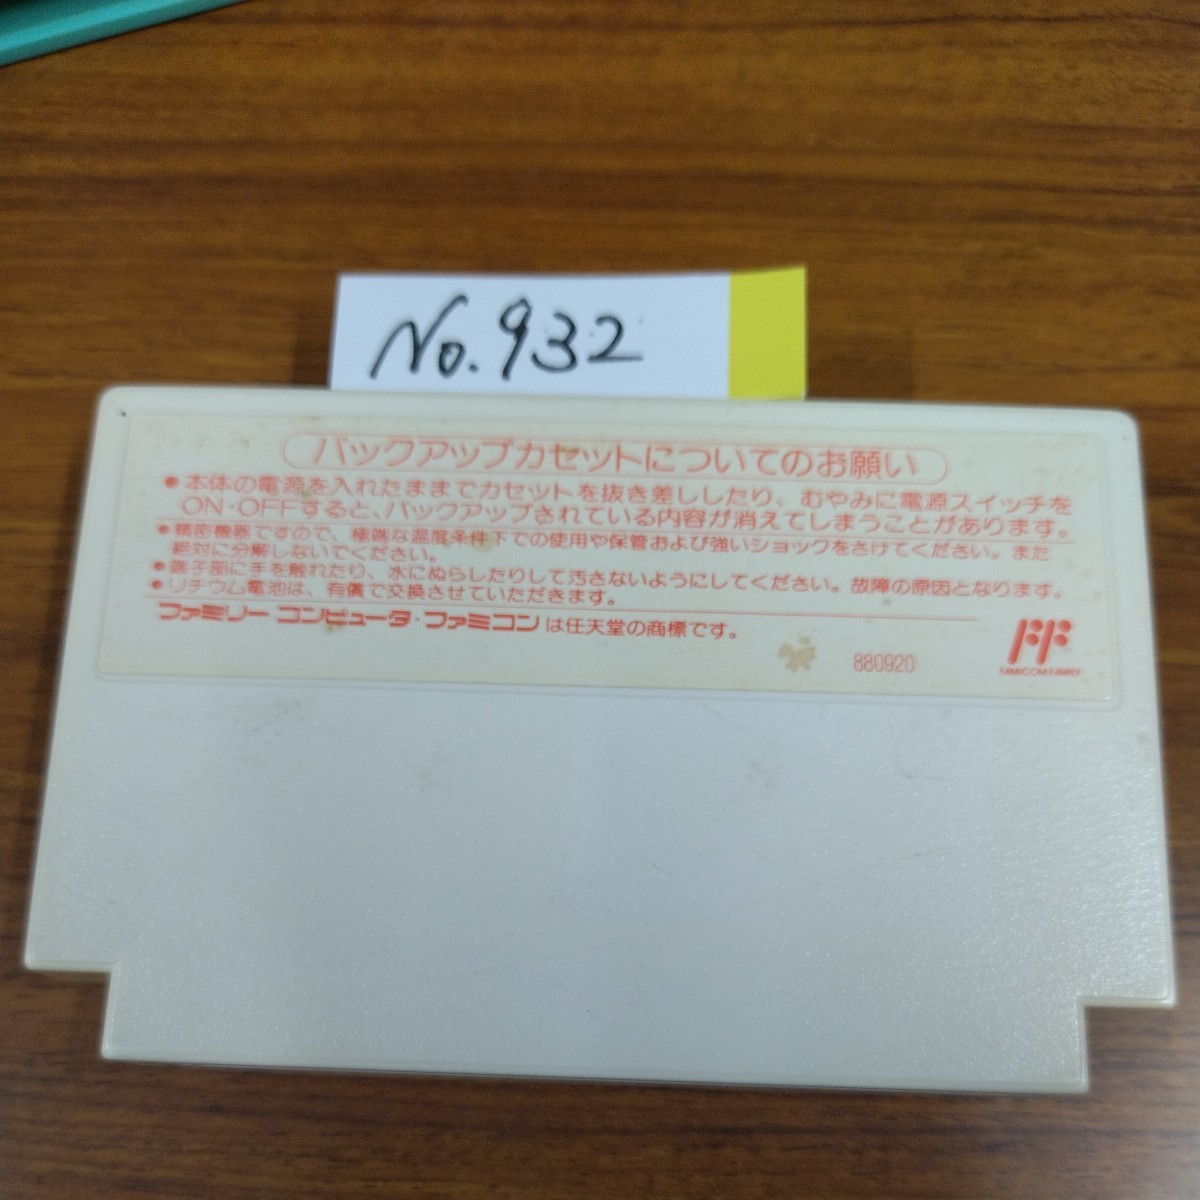 No.932
バックアップカセットについてのお願い
●本体の電源を入れたままでカセットを抜き差ししたり、むやみに電源スイッチを
ON・OFFすると、バックアップされている内容が消えてしまうことがあります。
●精密機器ですので、極端な温度条件下での使用や保管および強いショックをさけてください。また
絶対に分解しないでください。
●端子部に手を触れたり、水にぬらしたりして汚さないようにしてください。故障の原因となります。
●リチウム電池は、有償で交換させていただきます。
ファミリーコンピュータ・ファミコンは任天堂の商標です。
880920
FF
FAMICOM FAMILY